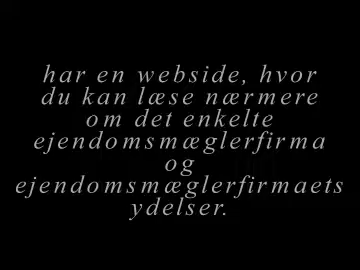 har en webside, hvor
du kan læse nærmere
om det enkelte
ejendomsmæglerfirma
og
ejendomsmæglerfirmaets
ydelser.